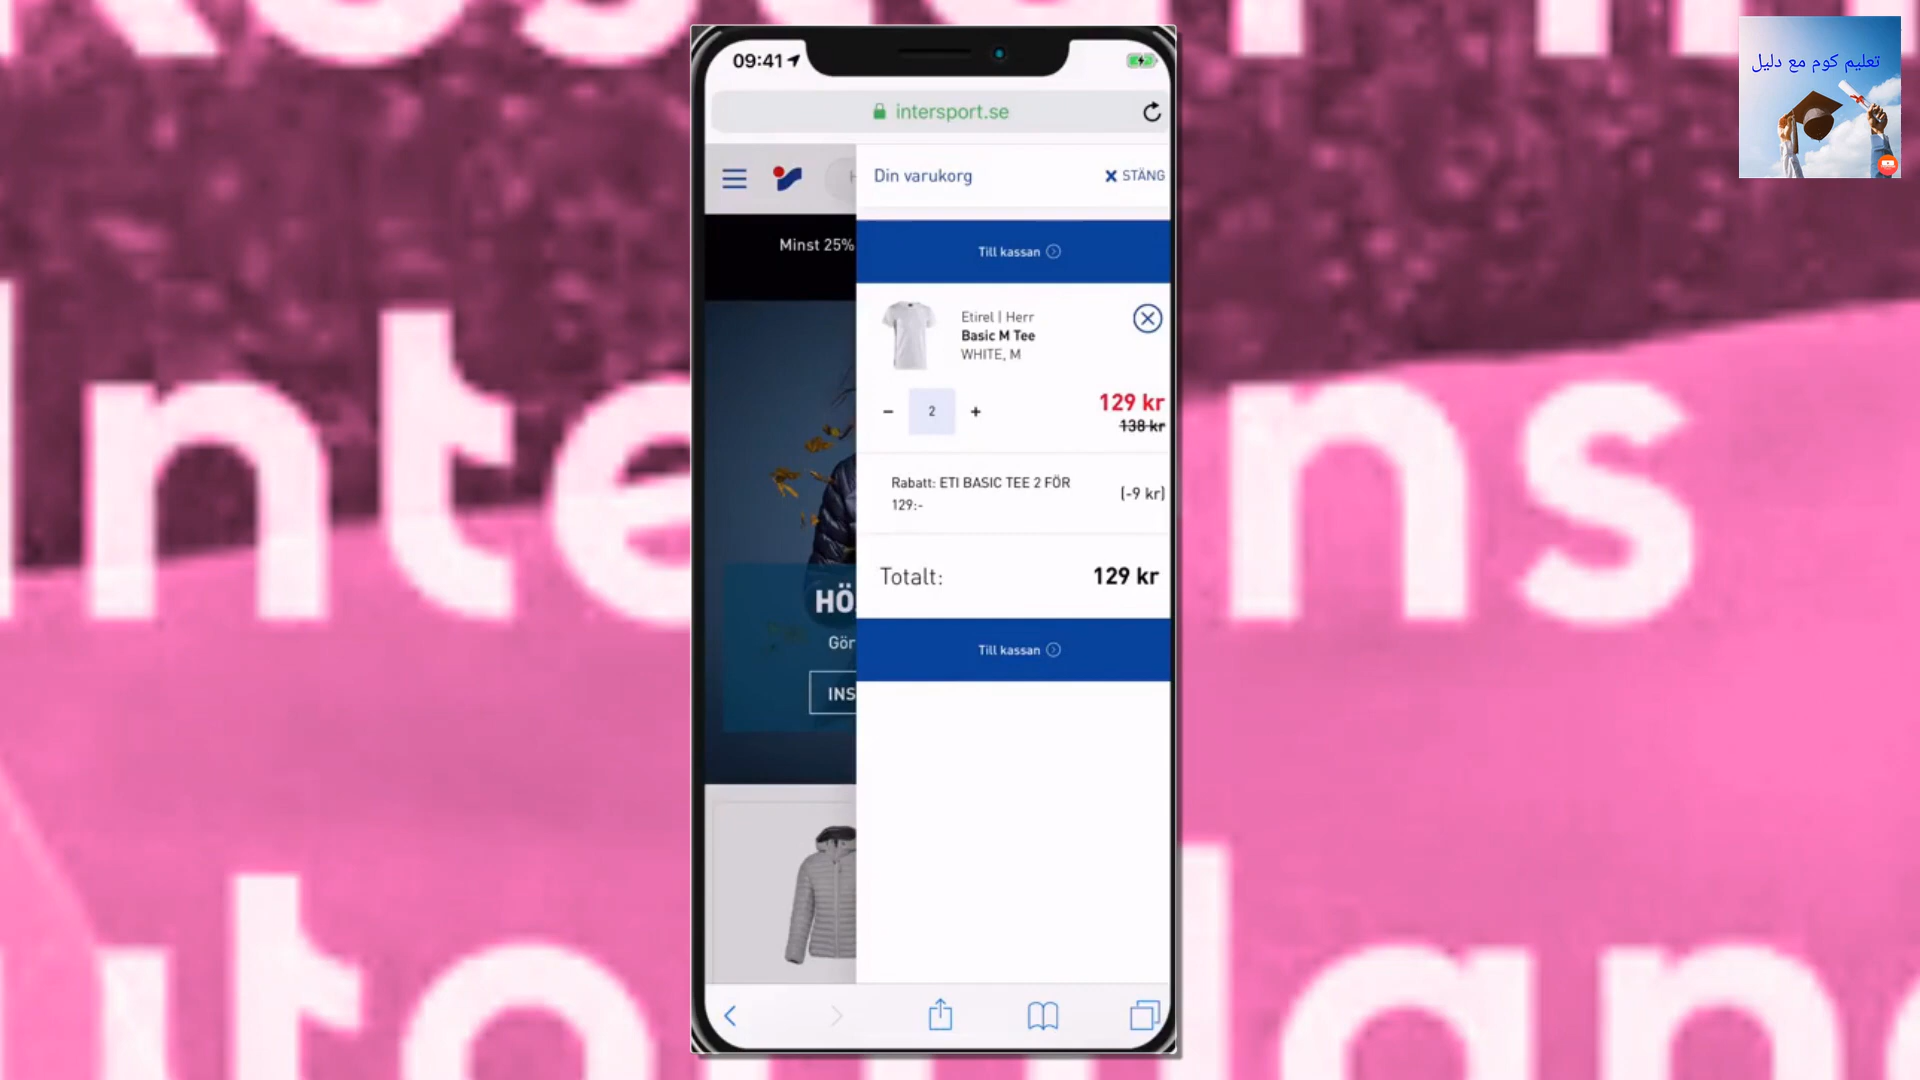 09:41
intersport.se
Din varukorg
STÄNG
Minst 25%
Till kassan
Etirel | Herr
Basic M Tee
WHITE, M
2
129 kr
138 kr
Rabatt: ETI BASIC TEE 2 FÖR
129:-
(-9 kr)
Totalt:
129 kr
HÖ
Gör
Till kassan
INS
تعليم كوم مع دليل